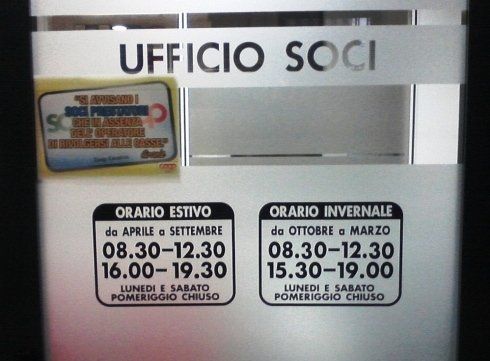 UFFICIO SOCI
"SI AVVISANO I
SOCI PRESTATORI
CHE IN ASSENZA
DELL'OPERATORE
DI RIVOLGERSI ALLE CASSE"
ORARIO ESTIVO
da APRILE a SETTEMBRE
08.30-12.30
16.00-19.30
LUNEDI E SABATO
POMERIGGIO CHIUSO
ORARIO INVERNALE
da OTTOBRE a MARZO
08.30-12.30
15.30-19.00
LUNEDI E SABATO
POMERIGGIO CHIUSO